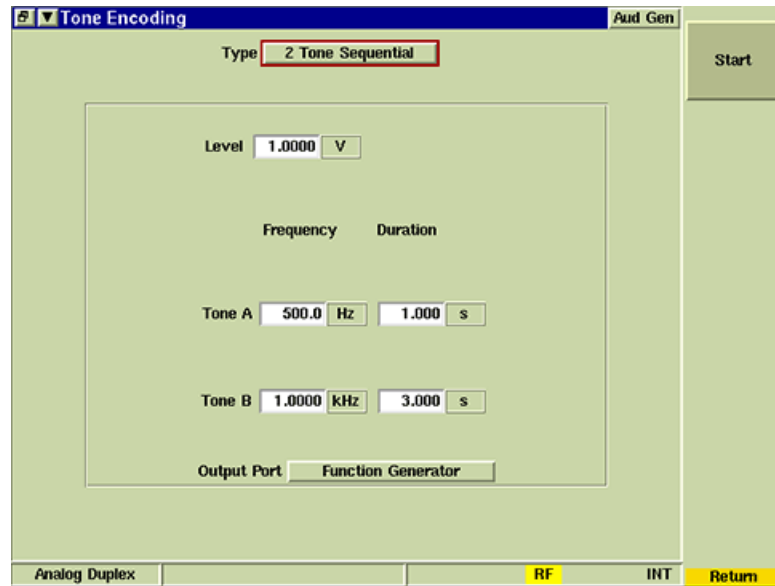 Tone Encoding Aud Gen
Type 2 Tone Sequential
Start
Level 1.0000 V
Frequency Duration
Tone A 500.0 Hz 1.000 s
Tone B 1.0000 kHz 3.000 s
Output Port Function Generator
Analog Duplex RF INT Return